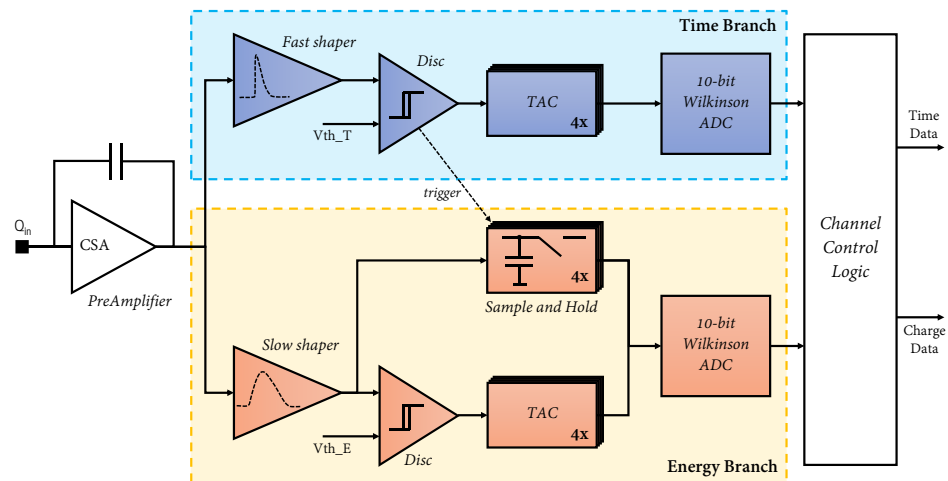 Time Branch
Fast shaper
Disc
Vth_T
TAC
4x
10-bit
Wilkinson
ADC
Time
Data
trigger
Qin
CSA
PreAmplifier
4x
Sample and Hold
Channel
Control
Logic
Slow shaper
Vth_E
Disc
TAC
4x
10-bit
Wilkinson
ADC
Charge
Data
Energy Branch